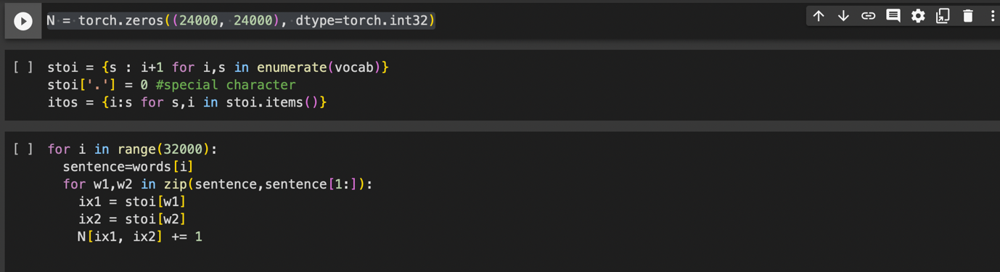 N = torch.zeros((24000, 24000), dtype=torch.int32)
[ ] stoi = {s : i+1 for i,s in enumerate(vocab)}
stoi['.'] = 0 #special character
itos = {i:s for s,i in stoi.items()}
[ ] for i in range(32000):
sentence=words[i]
for w1,w2 in zip(sentence,sentence[1:]):
ix1 = stoi[w1]
ix2 = stoi[w2]
N[ix1, ix2] += 1